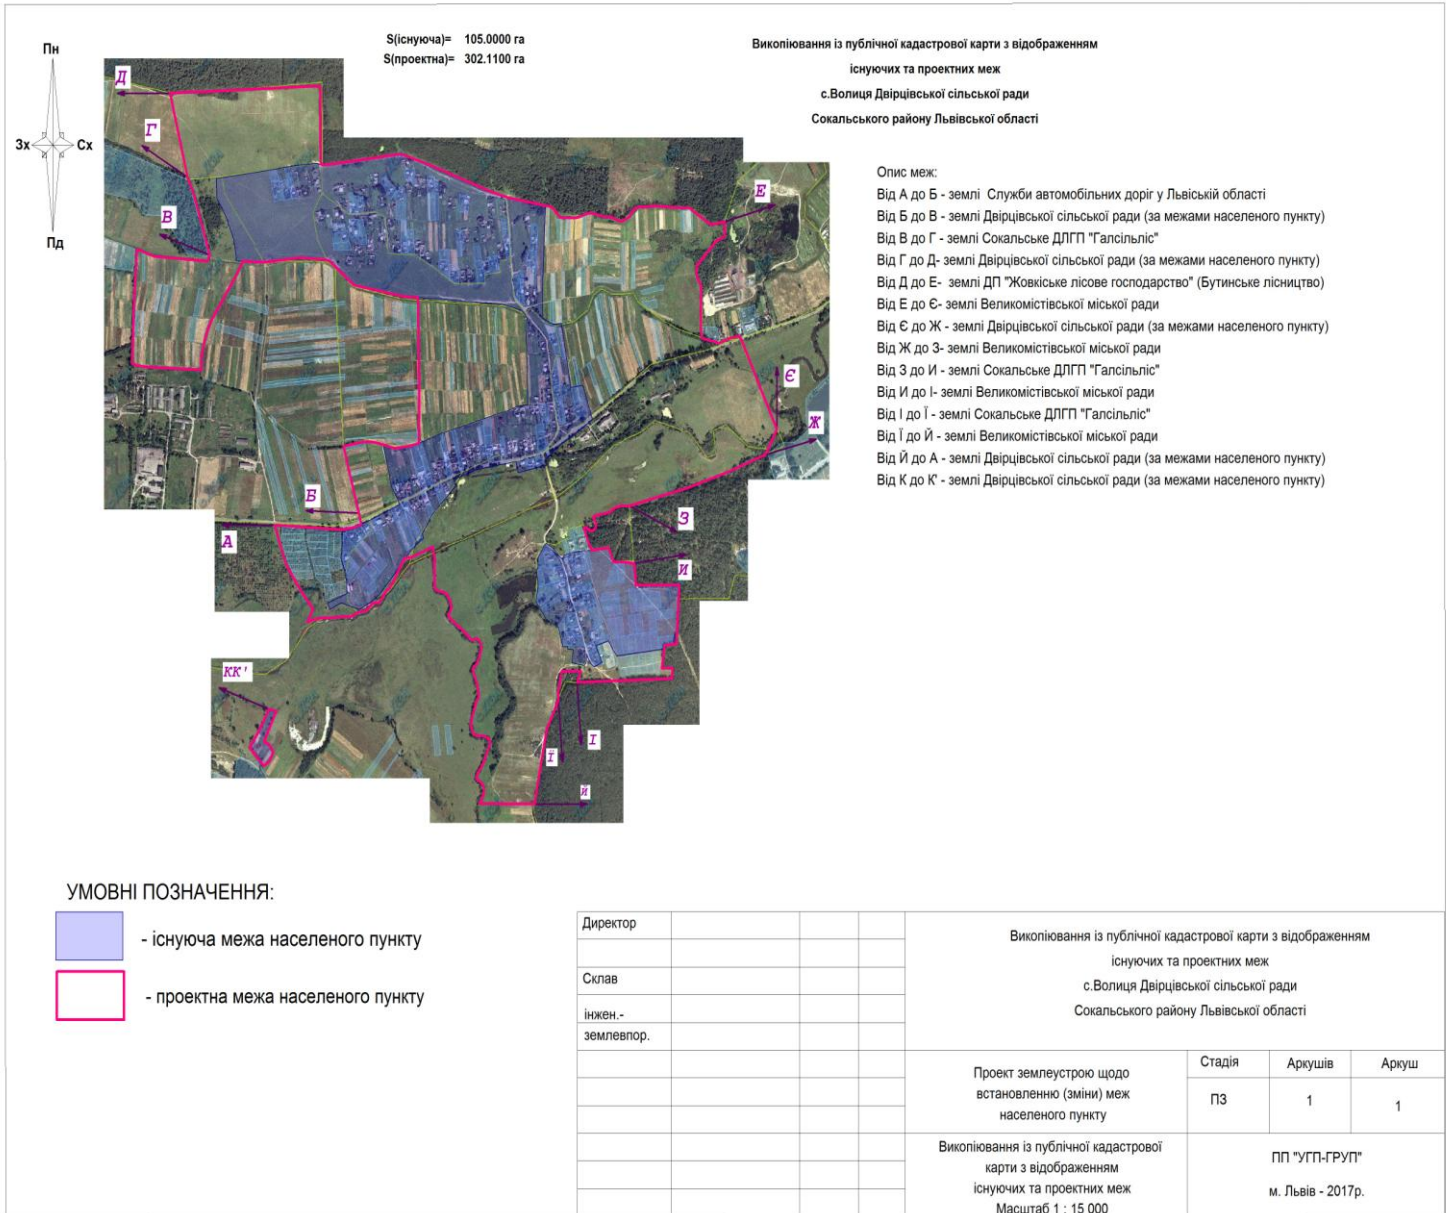 S(існуюча)= 105.0000 га
S(проектна)= 302.1100 га
Викопіювання із публічної кадастрової карти з відображенням
існуючих та проектних меж
с.Волиця Двірцівської сільської ради
Сокальського району Львівської області
Пн
Зх
Сх
Пд
Д
Г
В
Е
Є
Ж
Б
А
З
И
КК'
І
Ї
Й
Опис меж:
Від А до Б - землі Служби автомобільних доріг у Львіській області
Від Б до В - землі Двірцівської сільської ради (за межами населеного пункту)
Від В до Г - землі Сокальське ДЛГП "Галсільліс"
Від Г до Д- землі Двірцівської сільської ради (за межами населеного пункту)
Від Д до Е- землі ДП "Жовкіське лісове господарство" (Бутинське лісництво)
Від Е до Є- землі Великомістівської міської ради
Від Є до Ж - землі Двірцівської сільської ради (за межами населеного пункту)
Від Ж до З- землі Великомістівської міської ради
Від З до И - землі Сокальське ДЛГП "Галсільліс"
Від И до І- землі Великомістівської міської ради
Від І до Ї - землі Сокальське ДЛГП "Галсільліс"
Від Ї до Й - землі Великомістівської міської ради
Від Й до А - землі Двірцівської сільської ради (за межами населеного пункту)
Від К до К' - землі Двірцівської сільської ради (за межами населеного пункту)
УМОВНІ ПОЗНАЧЕННЯ:
- існуюча межа населеного пункту
- проектна межа населеного пункту
Директор
Склав
інжен.-
землевпор.
Викопіювання із публічної кадастрової карти з відображенням
існуючих та проектних меж
с.Волиця Двірцівської сільської ради
Сокальського району Львівської області
Проект землеустрою щодо
встановленню (зміни) меж
населеного пункту
Стадія
Аркушів
Аркуш
ПЗ
1
1
Викопіювання із публічної кадастрової
карти з відображенням
існуючих та проектних меж
Масштаб 1 : 15 000
ПП "УГП-ГРУП"
м. Львів - 2017р.